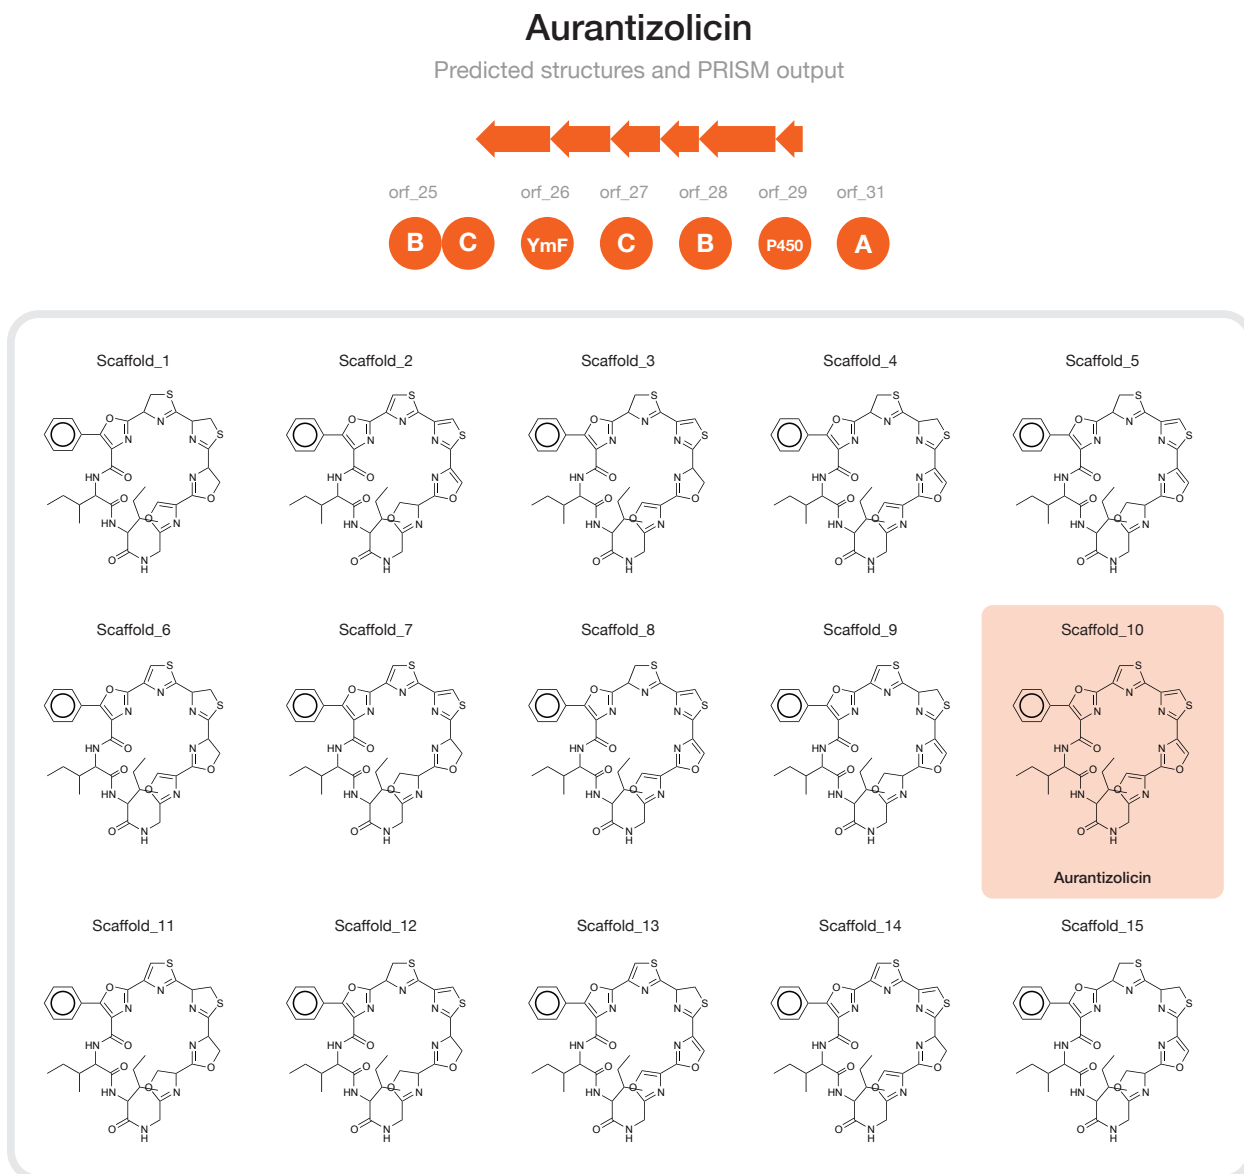 Aurantizolicin
Predicted structures and PRISM output
orf_25 orf_26 orf_27 orf_28 orf_29 orf_31
B C YmF C B P450 A
Scaffold_1 Scaffold_2 Scaffold_3 Scaffold_4 Scaffold_5
Scaffold_6 Scaffold_7 Scaffold_8 Scaffold_9 Scaffold_10
Aurantizolicin
Scaffold_11 Scaffold_12 Scaffold_13 Scaffold_14 Scaffold_15